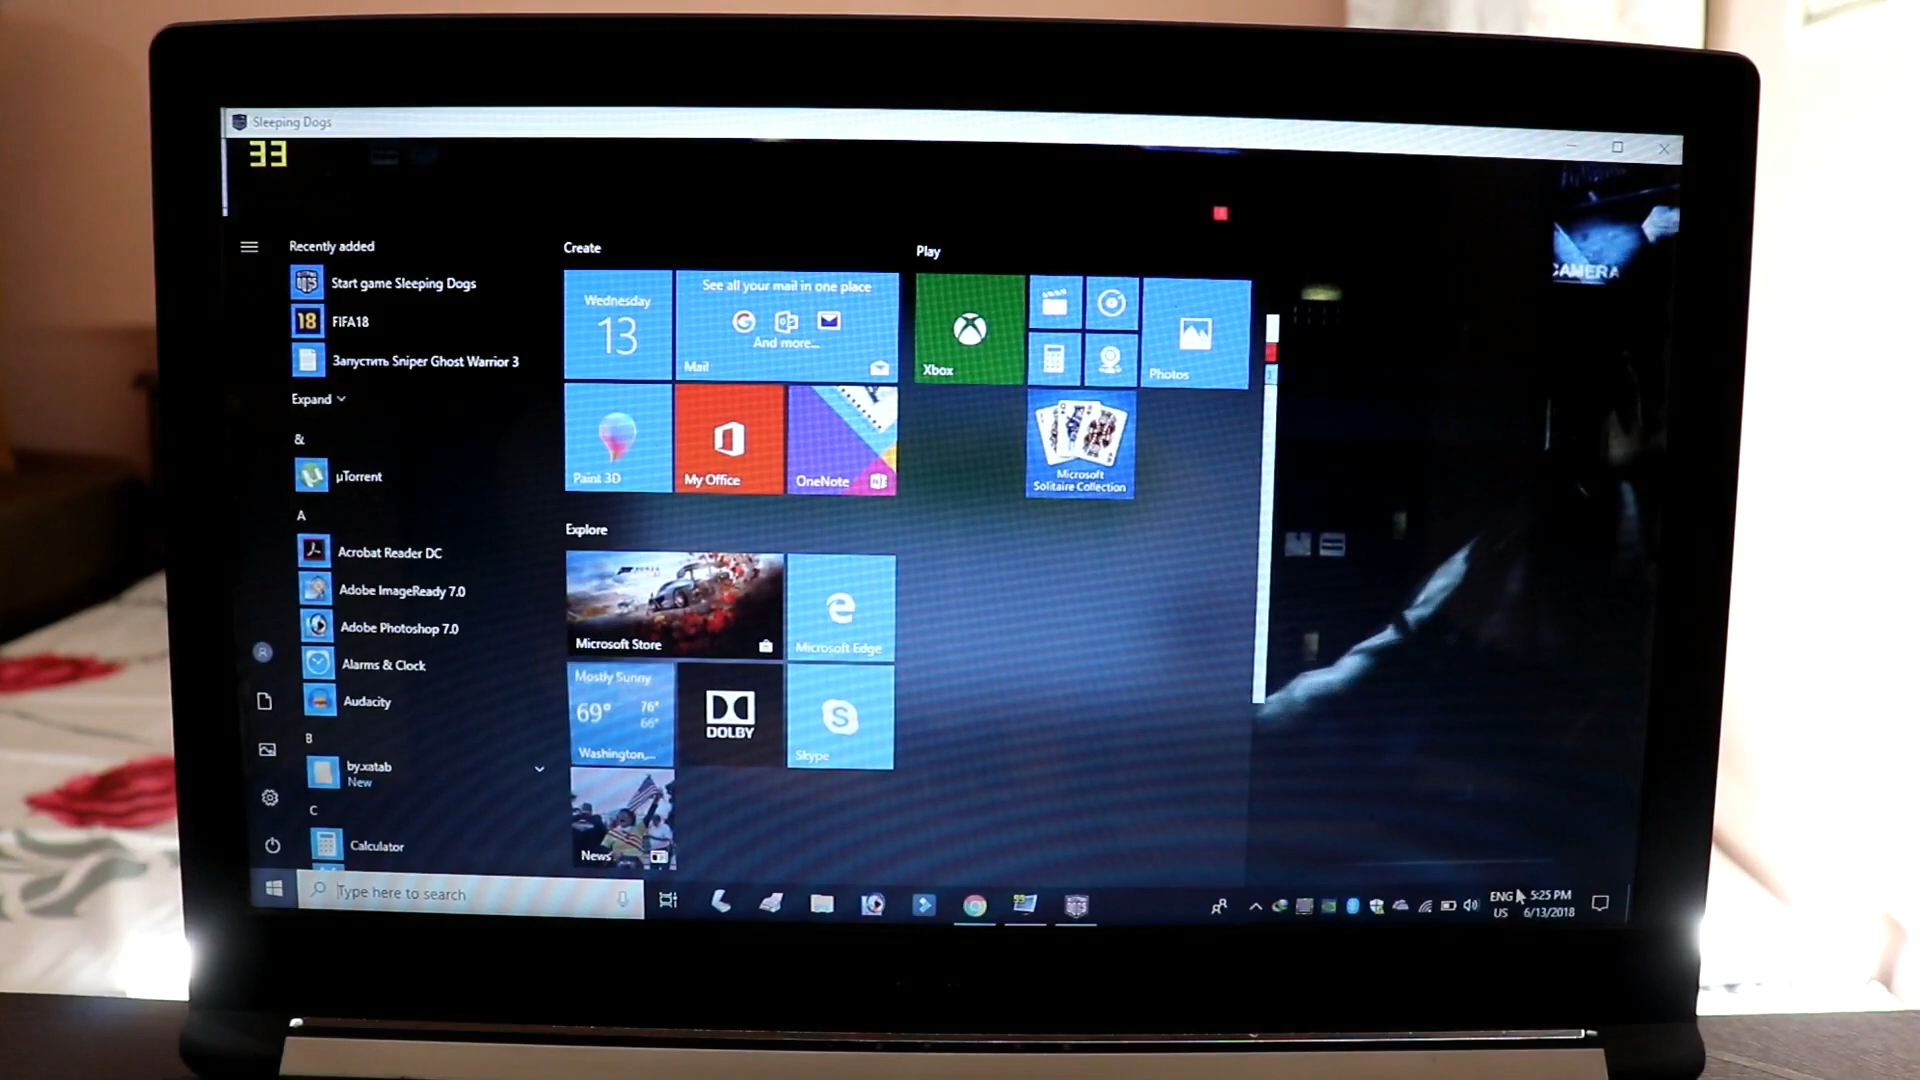 Sleeping Dogs
33
CAMERA
Recently added
Start game Sleeping Dogs
18
FIFA18
Запустить Sniper Ghost Warrior 3
Expand
&
µTorrent
A
Acrobat Reader DC
Adobe ImageReady 7.0
Adobe Photoshop 7.0
Alarms & Clock
Audacity
B
by.xatab
New
C
Calculator
Create
Wednesday
13
See all your mail in one place
And more...
Mail
Paint 3D
My Office
OneNote
Explore
Microsoft Store
Microsoft Edge
Mostly Sunny
69°
76°
66°
Washington,...
DOLBY
Skype
News
Play
Xbox
Photos
Microsoft
Solitaire Collection
Type here to search
ENG
US
5:25 PM
6/13/2018